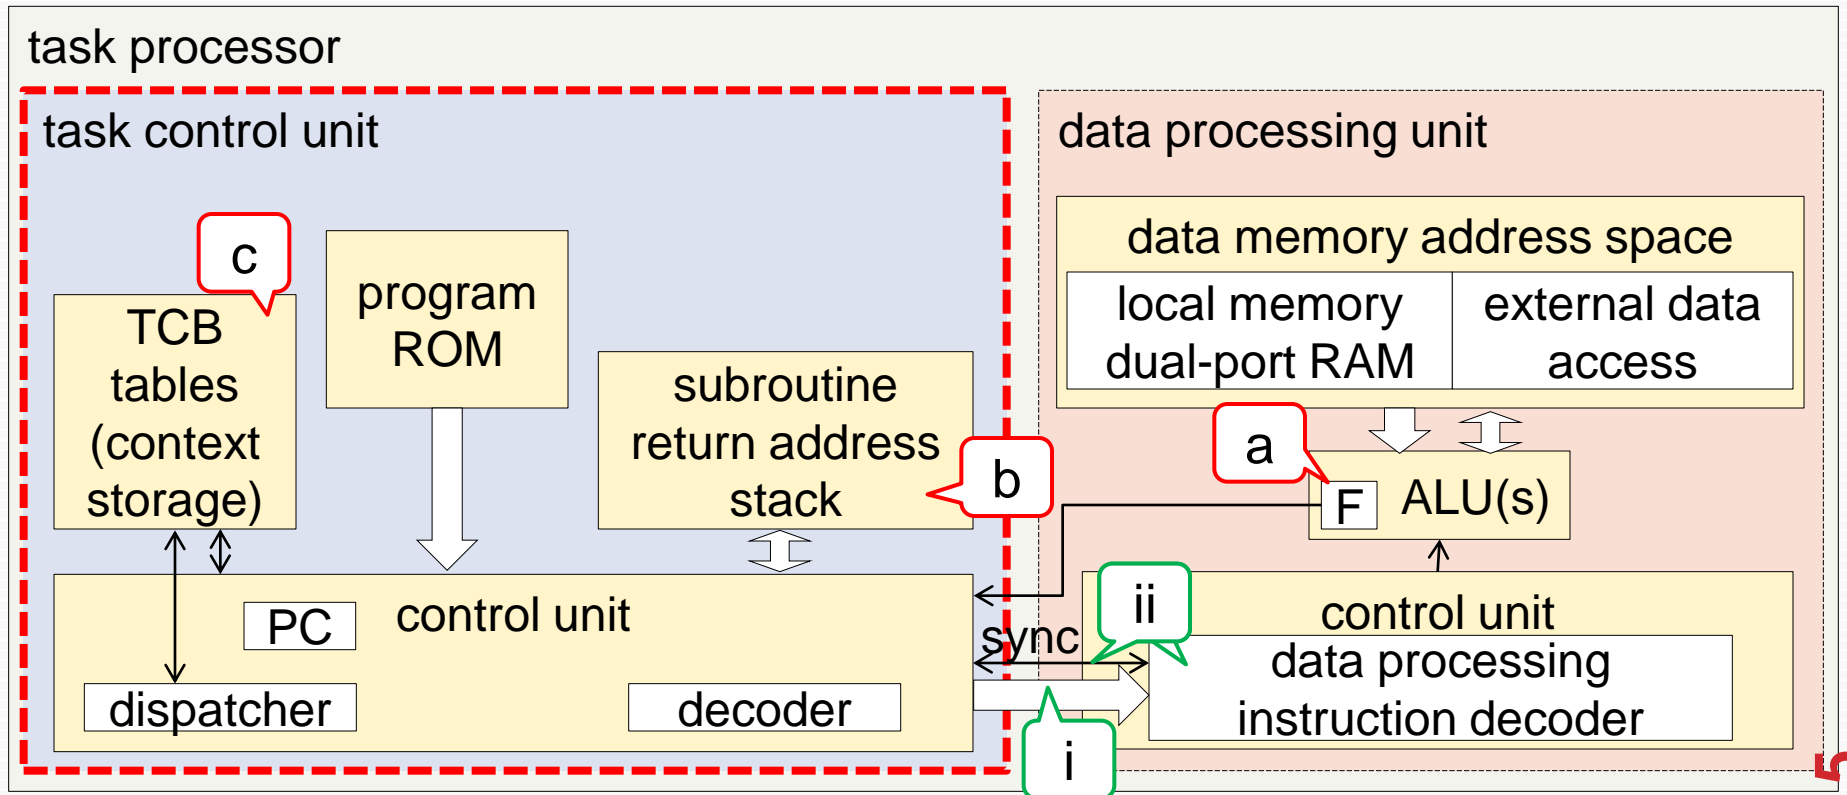 task processor
task control unit
data processing unit
c
TCB
tables
(context
storage)
program
ROM
subroutine
return address
stack
b
data memory address space
local memory
dual-port RAM
external data
access
a
F
ALU(s)
PC
control unit
dispatcher
decoder
sync
ii
i
control unit
data processing
instruction decoder
5